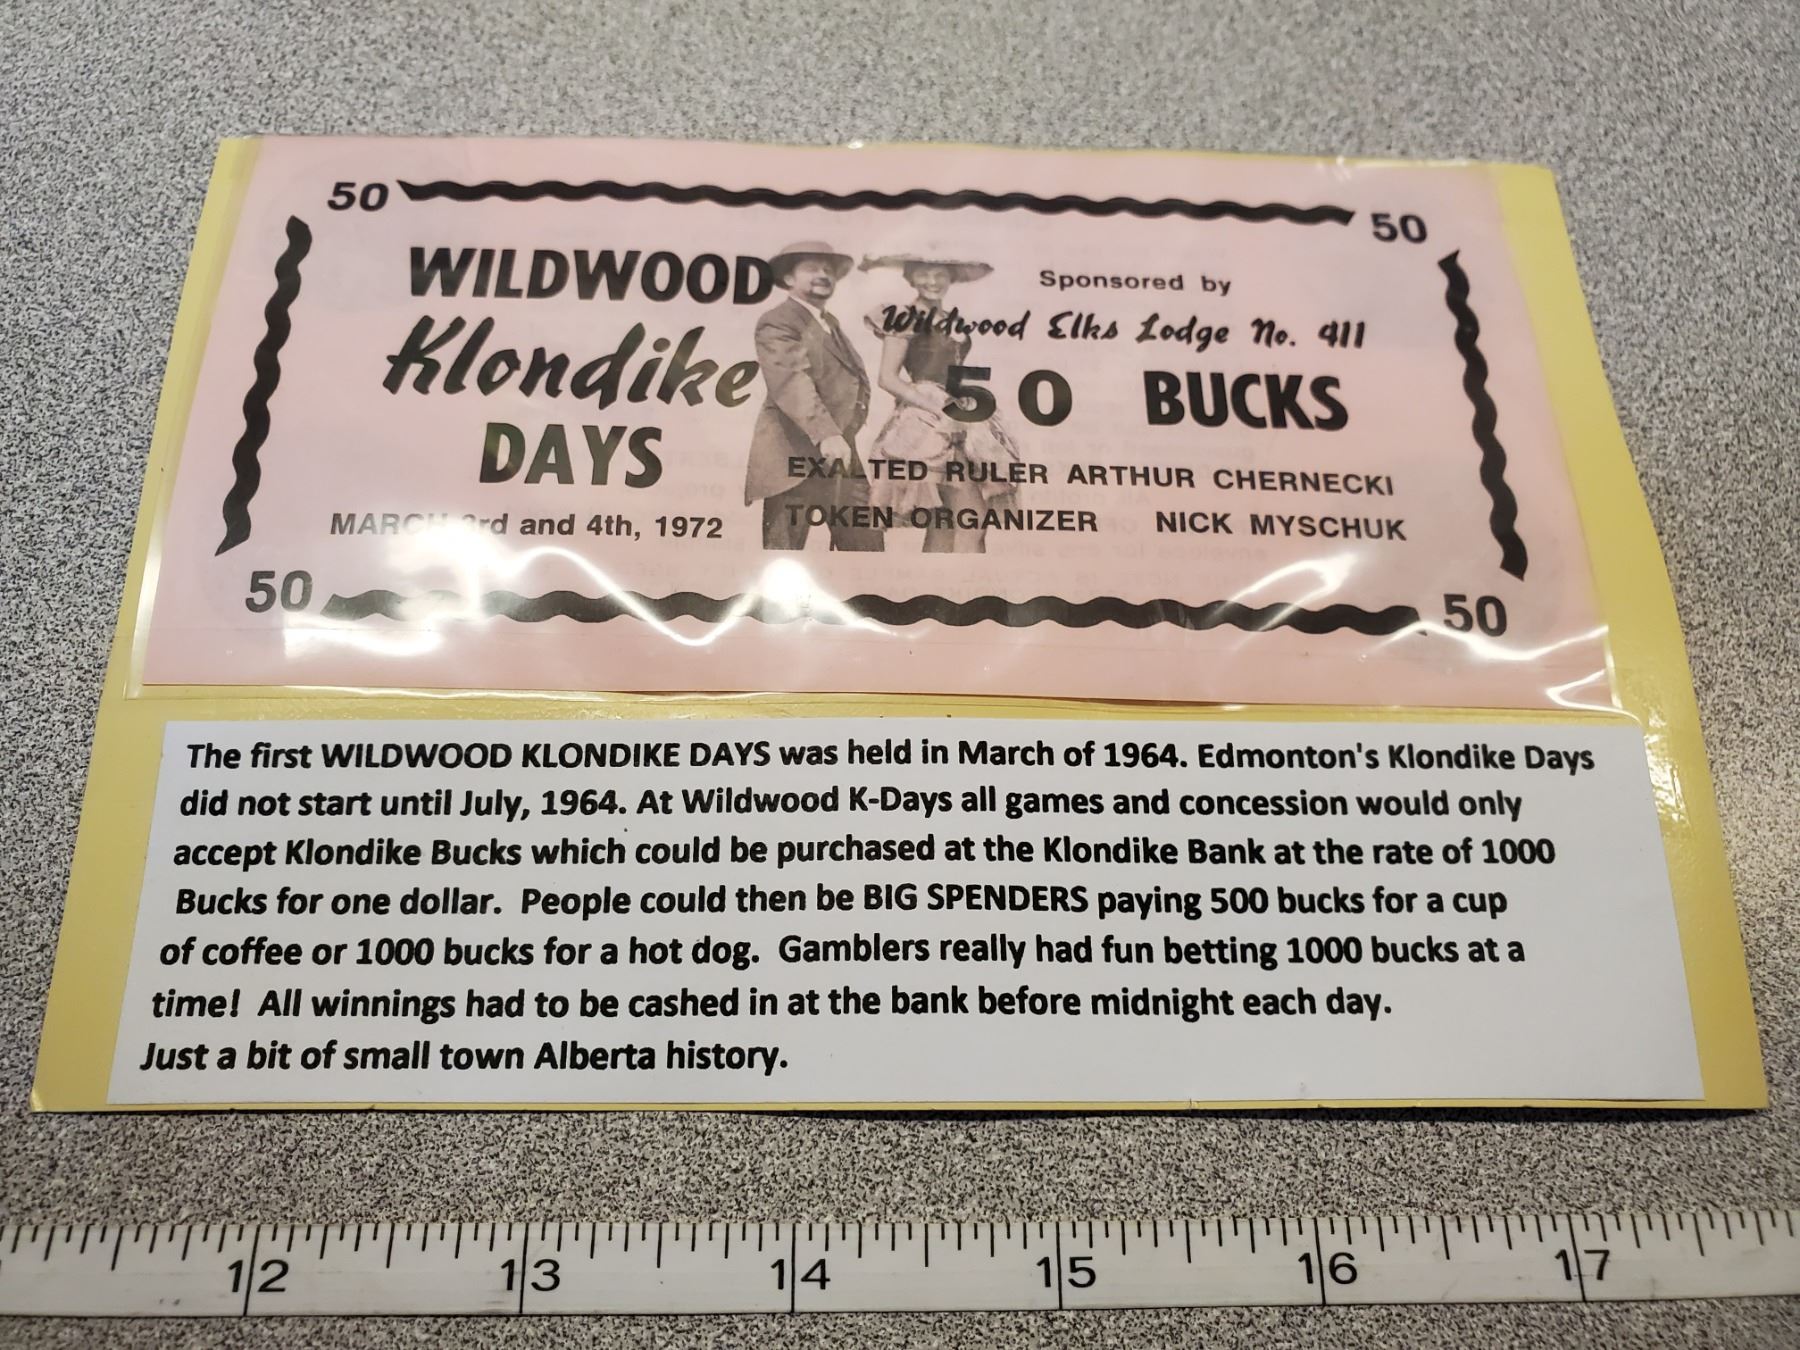 50 50
WILDWOOD
Klondike
DAYS
MARCH 3rd and 4th, 1972
Sponsored by
Wildwood Elks Lodge No. 411
50 BUCKS
EXALTED RULER ARTHUR CHERNECKI
TOKEN ORGANIZER NICK MYSCHUK
50 50
The first WILDWOOD KLONDIKE DAYS was held in March of 1964. Edmonton's Klondike Days
did not start until July, 1964. At Wildwood K-Days all games and concession would only
accept Klondike Bucks which could be purchased at the Klondike Bank at the rate of 1000
Bucks for one dollar. People could then be BIG SPENDERS paying 500 bucks for a cup
of coffee or 1000 bucks for a hot dog. Gamblers really had fun betting 1000 bucks at a
time! All winnings had to be cashed in at the bank before midnight each day.
Just a bit of small town Alberta history.
12 13 14 15 16 17